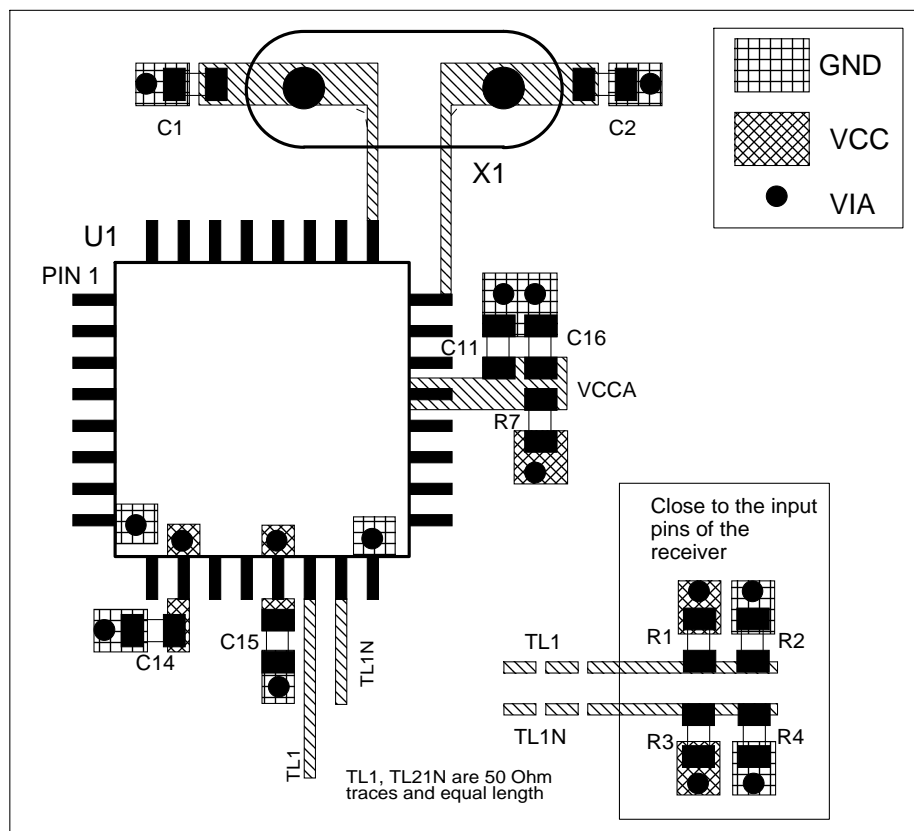 GND
VCC
VIA
C1
C2
X1
U1
PIN 1
C11
C16
VCCA
R7
Close to the input
pins of the
receiver
C14
C15
TL1
TL1N
TL1
TL1N
R1
R2
R3
R4
TL1, TL21N are 50 Ohm
traces and equal length